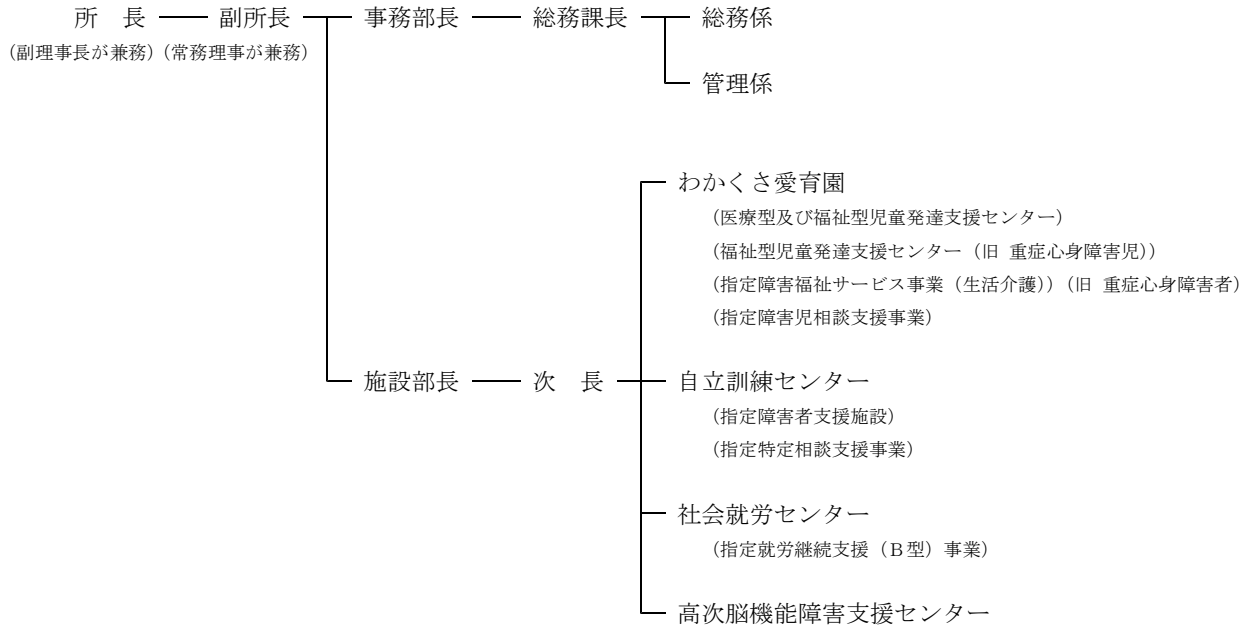 所　長 副所長 事務部長 総務課長 総務係
(副理事長が兼務) (常務理事が兼務)
管理係
わかくさ愛育園
(医療型及び福祉型児童発達支援センター)
(福祉型児童発達支援センター (旧 重症心身障害児))
(指定障害福祉サービス事業 (生活介護)) (旧 重症心身障害者)
(指定障害児相談支援事業)
施設部長 次　長 自立訓練センター
(指定障害者支援施設)
(指定特定相談支援事業)
社会就労センター
(指定就労継続支援 (Ｂ型) 事業)
高次脳機能障害支援センター